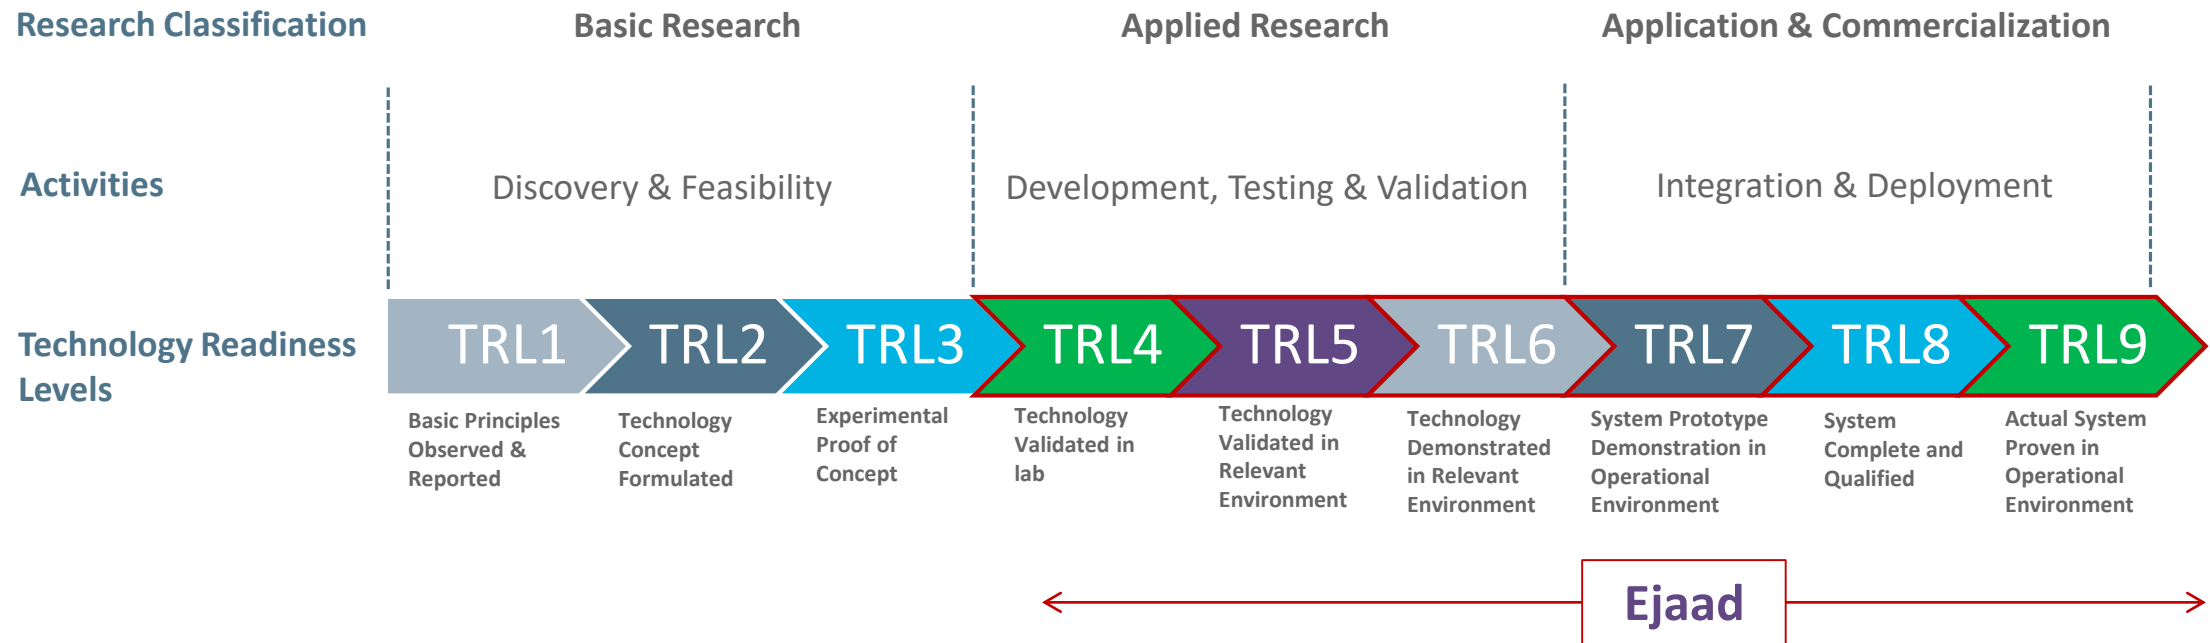 Research Classification
Basic Research
Applied Research
Application & Commercialization
Activities
Discovery & Feasibility
Development, Testing & Validation
Integration & Deployment
Technology Readiness
Levels
TRL1
TRL2
TRL3
TRL4
TRL5
TRL6
TRL7
TRL8
TRL9
Basic Principles
Observed &
Reported
Technology
Concept
Formulated
Experimental
Proof of
Concept
Technology
Validated in
lab
Technology
Validated in
Relevant
Environment
Technology
Demonstrated
in Relevant
Environment
System Prototype
Demonstration in
Operational
Environment
System
Complete and
Qualified
Actual System
Proven in
Operational
Environment
Ejaad